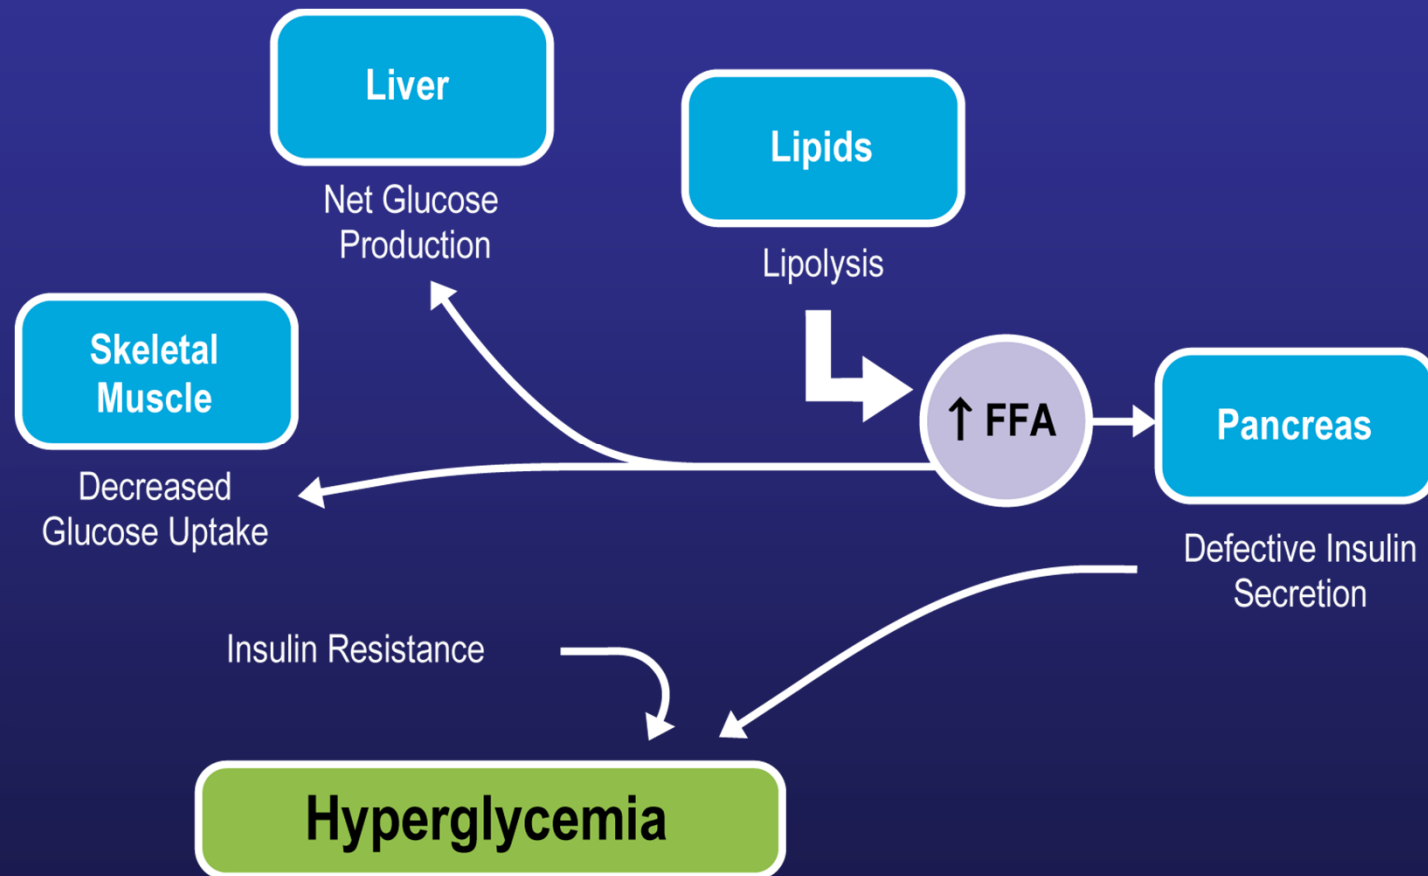 Liver
Net Glucose
Production
Lipids
Lipolysis
Skeletal
Muscle
Decreased
Glucose Uptake
↑ FFA
Pancreas
Defective Insulin
Secretion
Insulin Resistance
Hyperglycemia